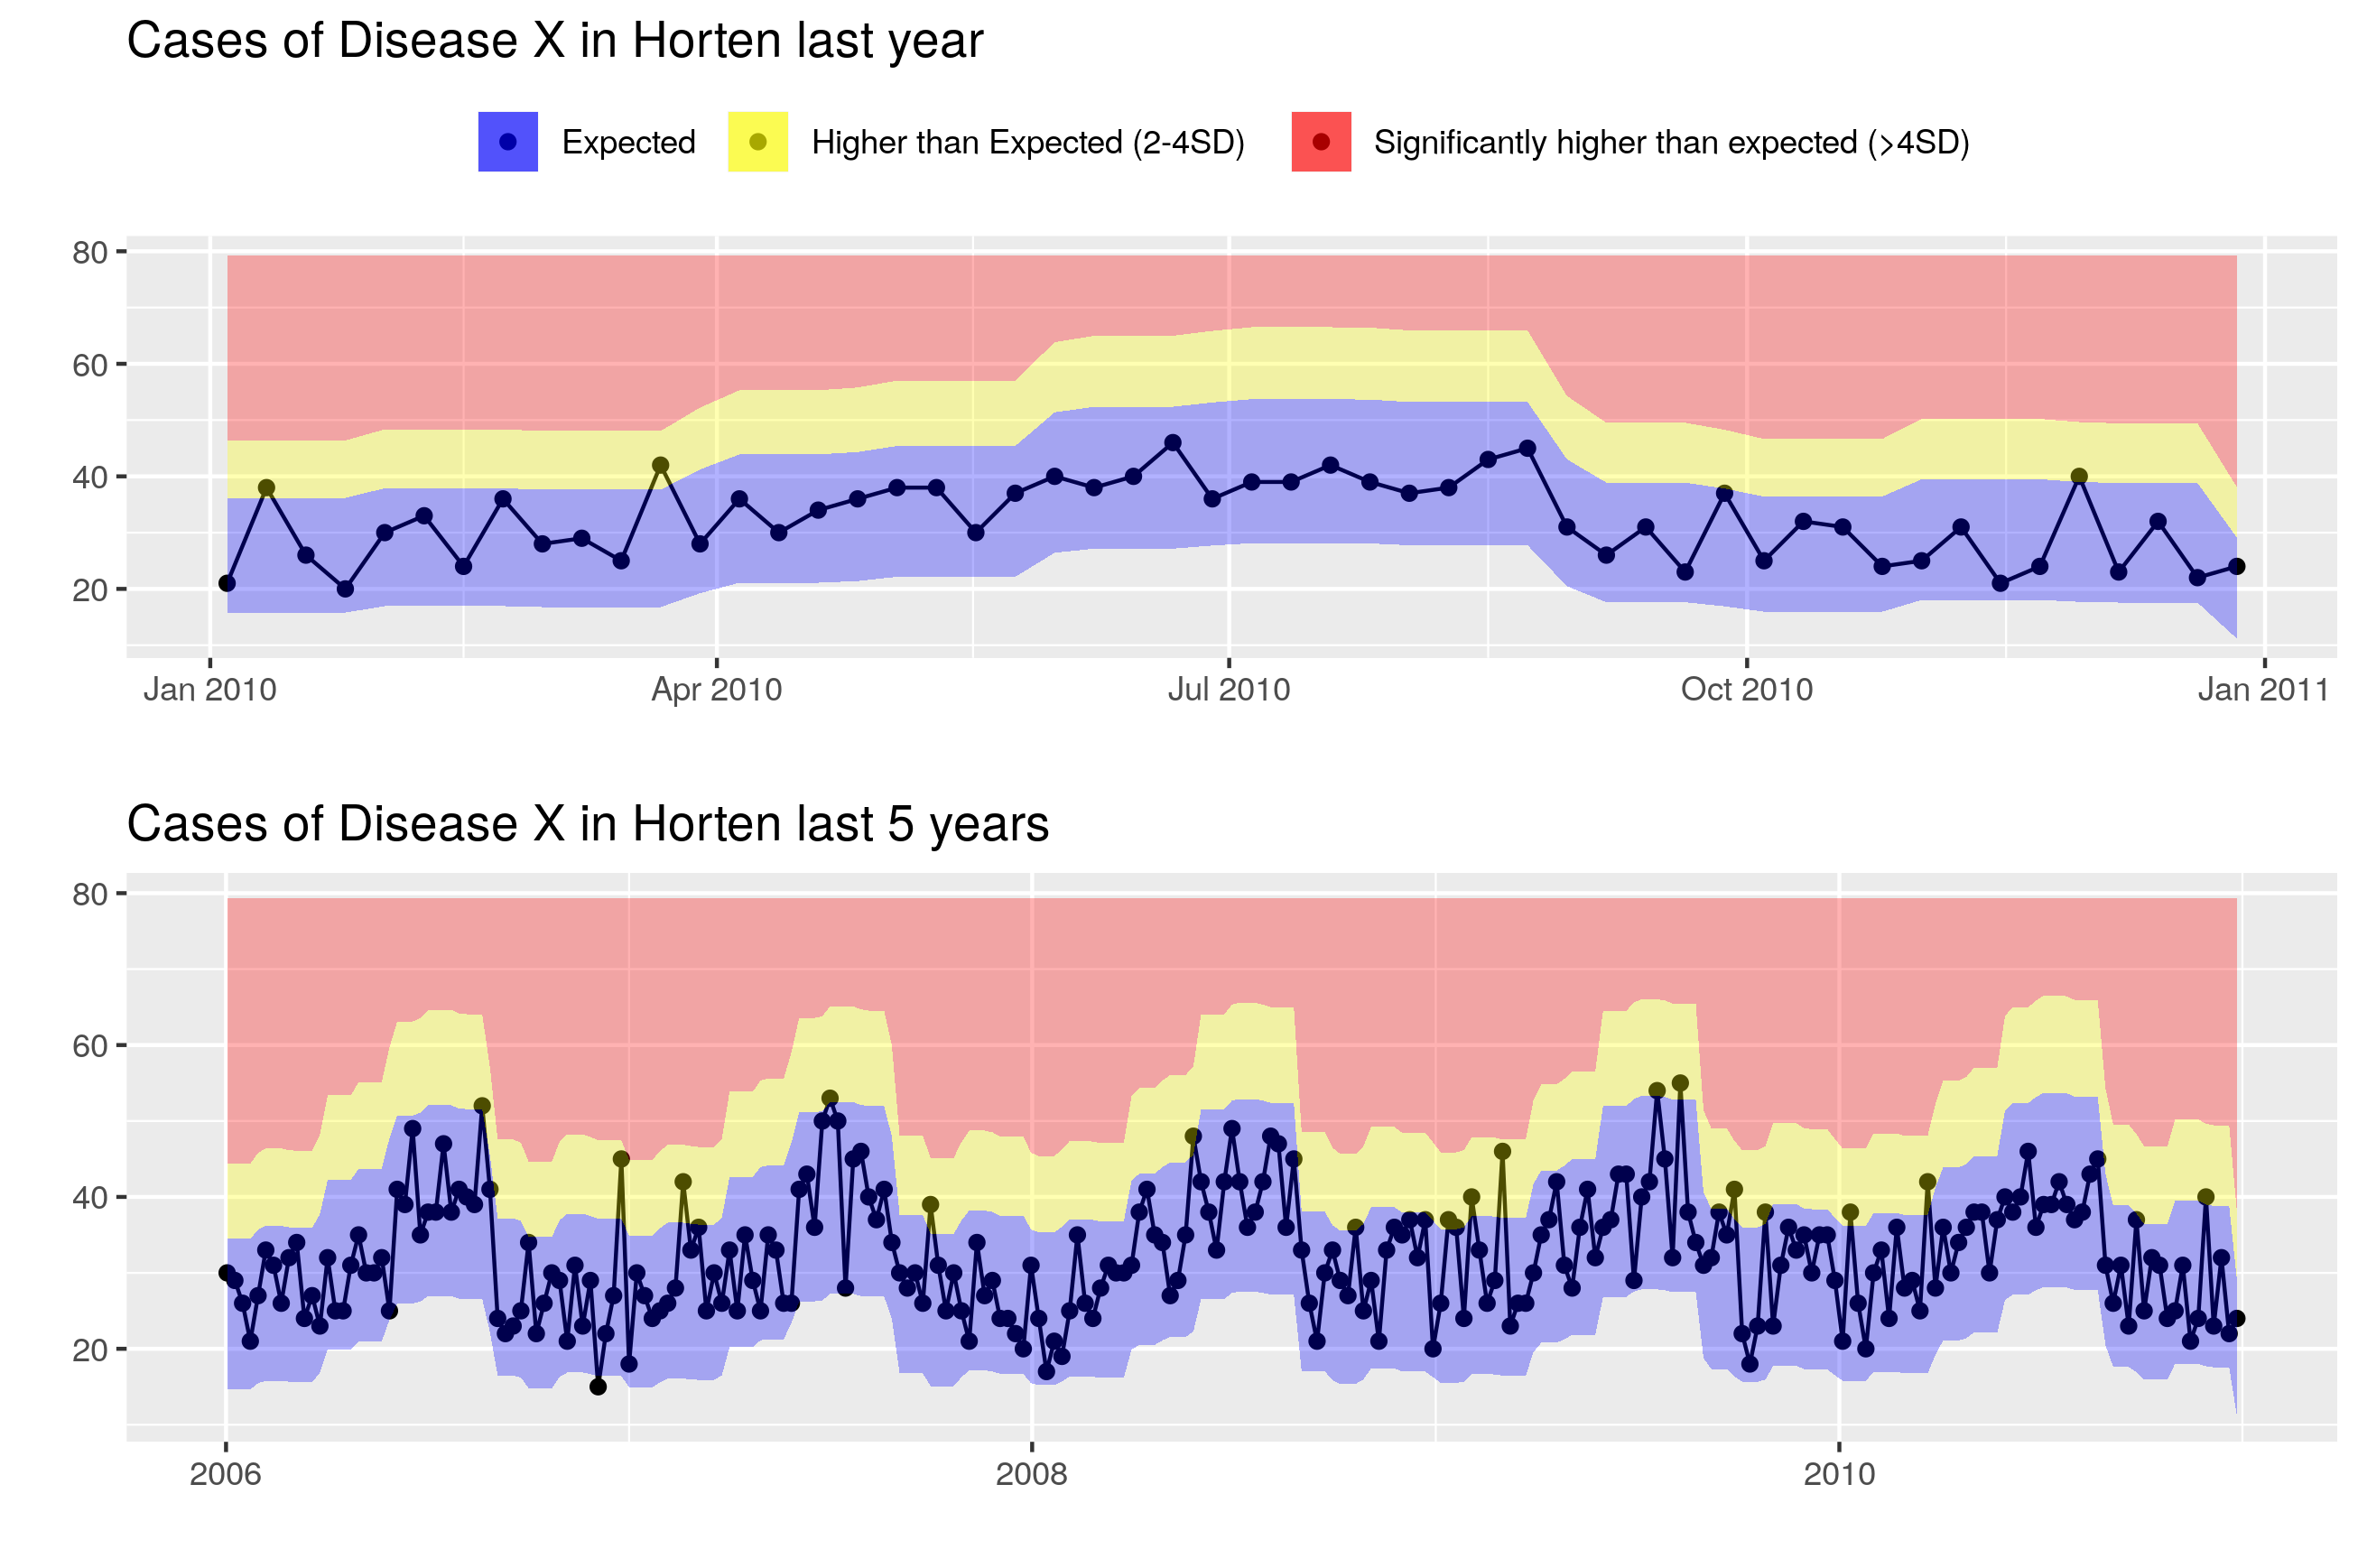 Cases of Disease X in Horten last year
Expected Higher than Expected (2-4SD) Significantly higher than expected (>4SD)
80
60
40
20
Jan 2010 Apr 2010 Jul 2010 Oct 2010 Jan 2011
Cases of Disease X in Horten last 5 years
80
60
40
20
2006 2008 2010